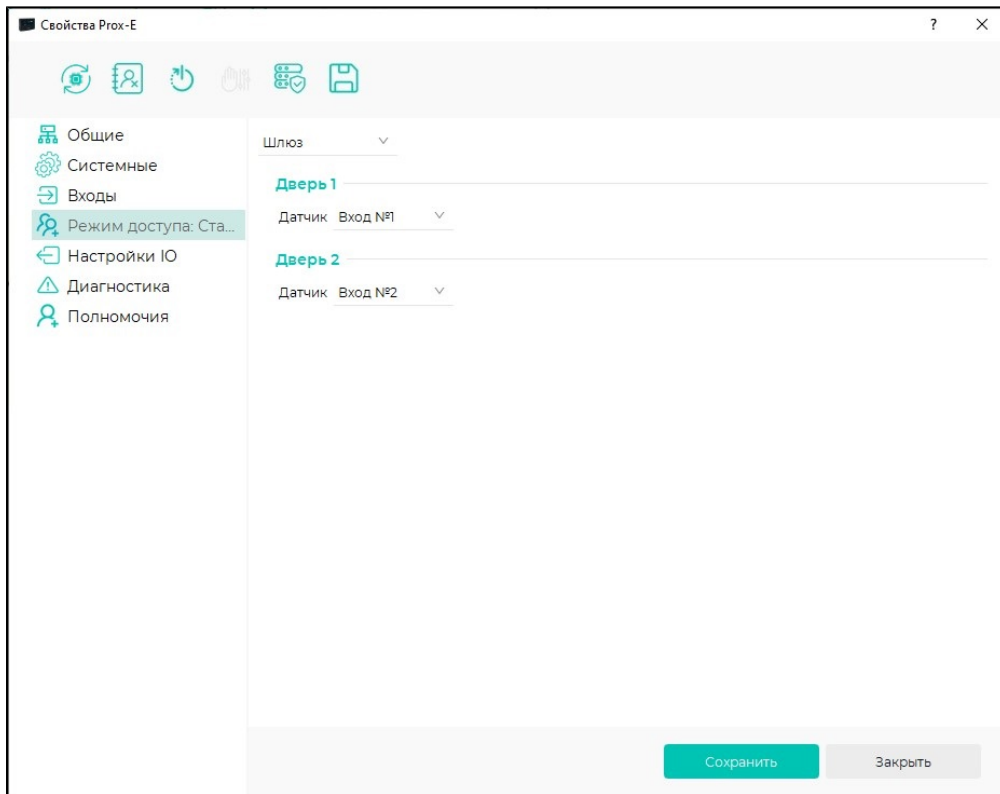 Свойства Prox-E
?
Общие
Системные
Входы
Режим доступа: Ста...
Настройки IO
Диагностика
Полномочия
Шлюз
Дверь 1
Датчик Вход №1
Дверь 2
Датчик Вход №2
Сохранить
Закрыть